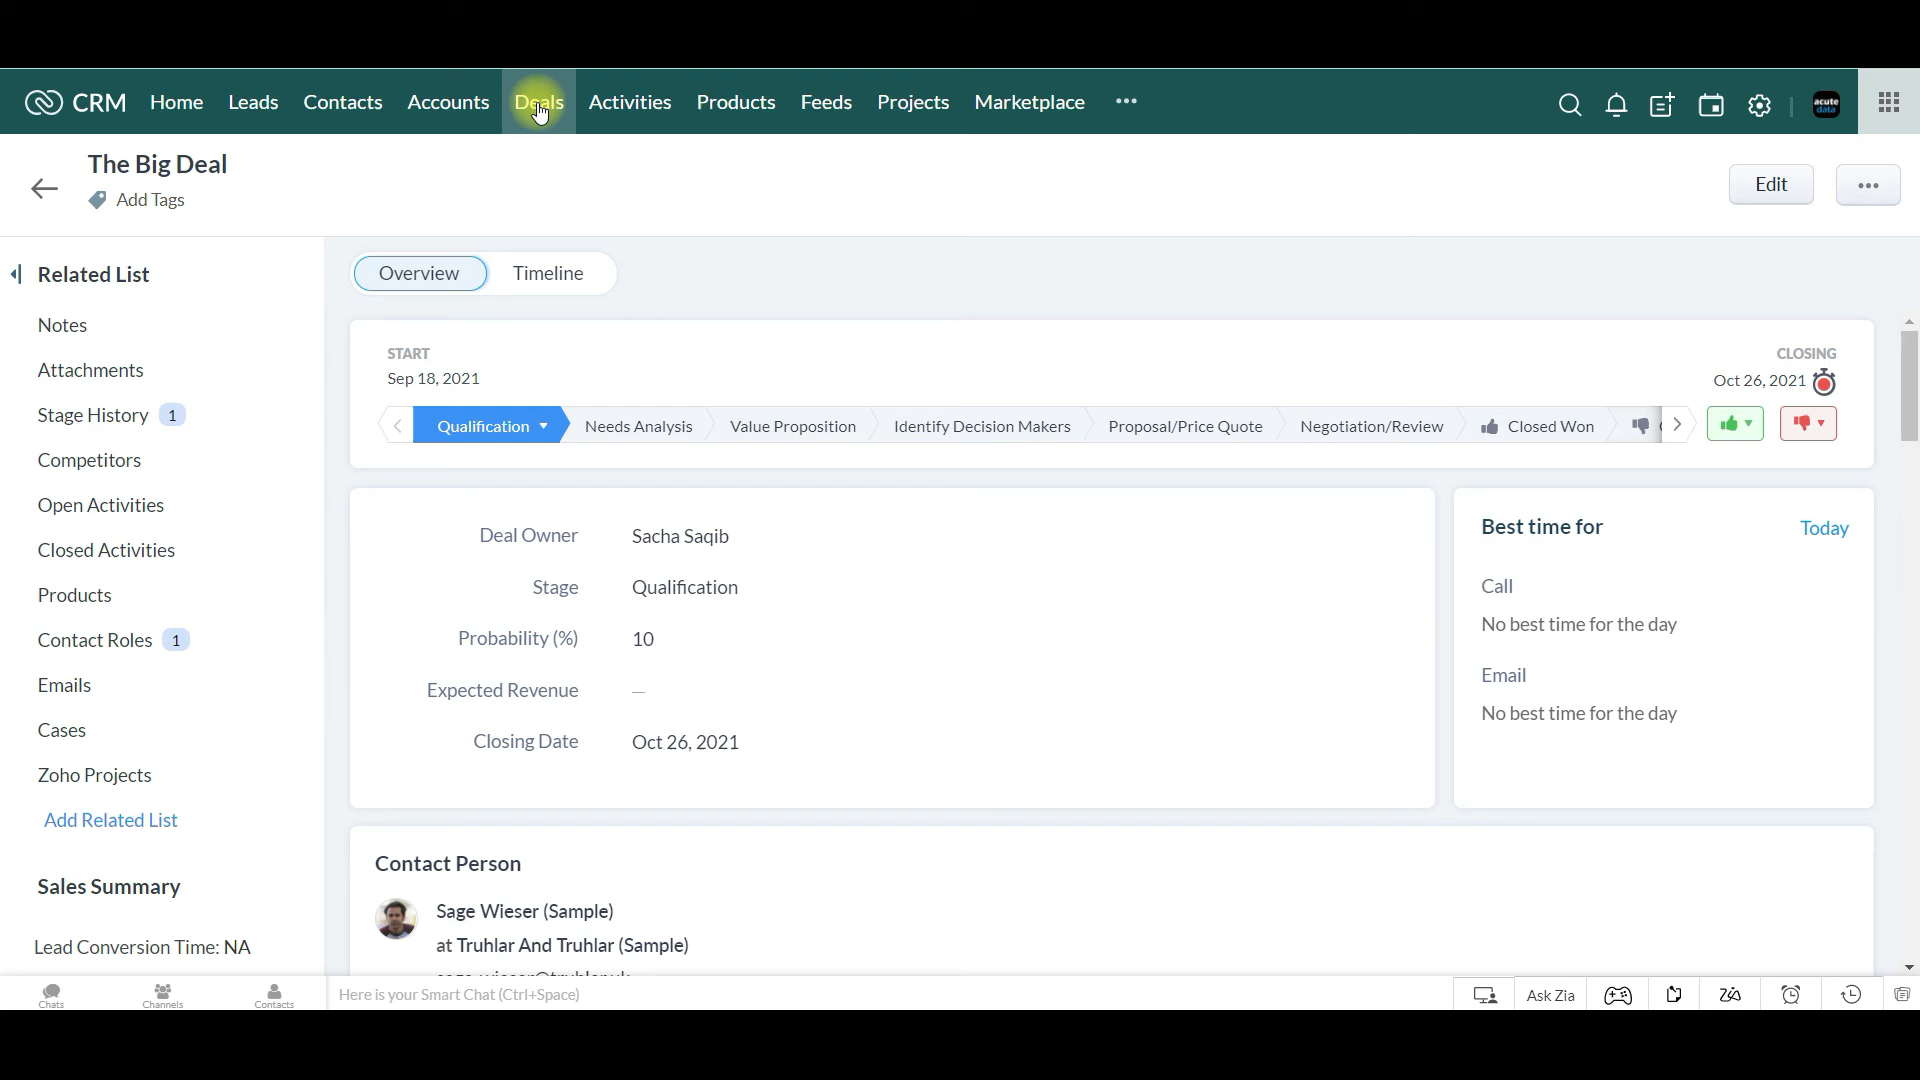 CRM Home Leads Contacts Accounts Deals Activities Products Feeds Projects Marketplace
acute
data
The Big Deal
Add Tags
Edit
Related List
Notes
Attachments
Stage History 1
Competitors
Open Activities
Closed Activities
Products
Contact Roles 1
Emails
Cases
Zoho Projects
Add Related List
Sales Summary
Lead Conversion Time: NA
Overview Timeline
START CLOSING
Sep 18, 2021 Oct 26, 2021
Qualification Needs Analysis Value Proposition Identify Decision Makers Proposal/Price Quote Negotiation/Review Closed Won
Deal Owner Sacha Saqib
Stage Qualification
Probability (%) 10
Expected Revenue —
Closing Date Oct 26, 2021
Best time for Today
Call
No best time for the day
Email
No best time for the day
Contact Person
Sage Wieser (Sample)
at Truhlar And Truhlar (Sample)
Chats Channels Contacts Here is your Smart Chat (Ctrl+Space) Ask Zia